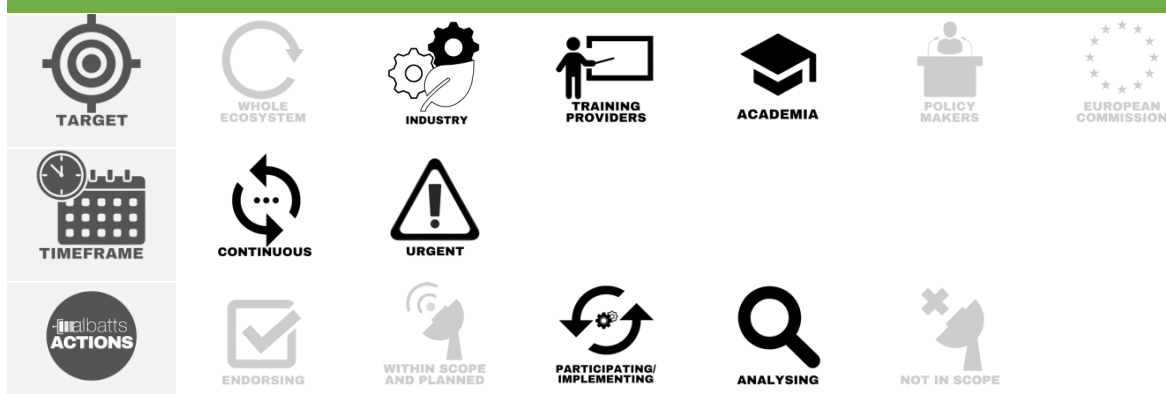 TARGET
WHOLE
ECOSYSTEM
INDUSTRY
TRAINING
PROVIDERS
ACADEMIA
POLICY
MAKERS
EUROPEAN
COMMISSION
TIMEFRAME
CONTINUOUS
URGENT
albatts
ACTIONS
ENDORSING
WITHIN SCOPE
AND PLANNED
PARTICIPATING/
IMPLEMENTING
ANALYSING
NOT IN SCOPE